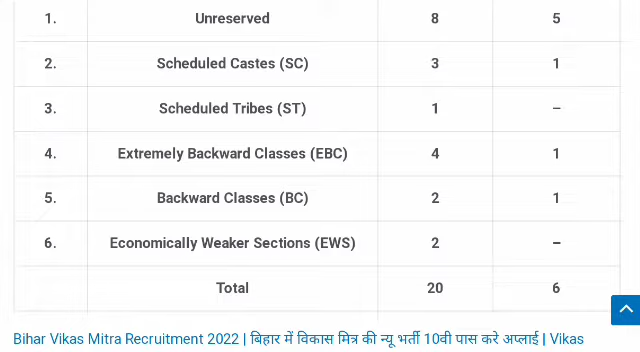 1. Unreserved 8 5
2. Scheduled Castes (SC) 3 1
3. Scheduled Tribes (ST) 1 –
4. Extremely Backward Classes (EBC) 4 1
5. Backward Classes (BC) 2 1
6. Economically Weaker Sections (EWS) 2 –
Total 20 6
Bihar Vikas Mitra Recruitment 2022 | बिहार में विकास मित्र की न्यू भर्ती 10वी पास करे अप्लाई | Vikas